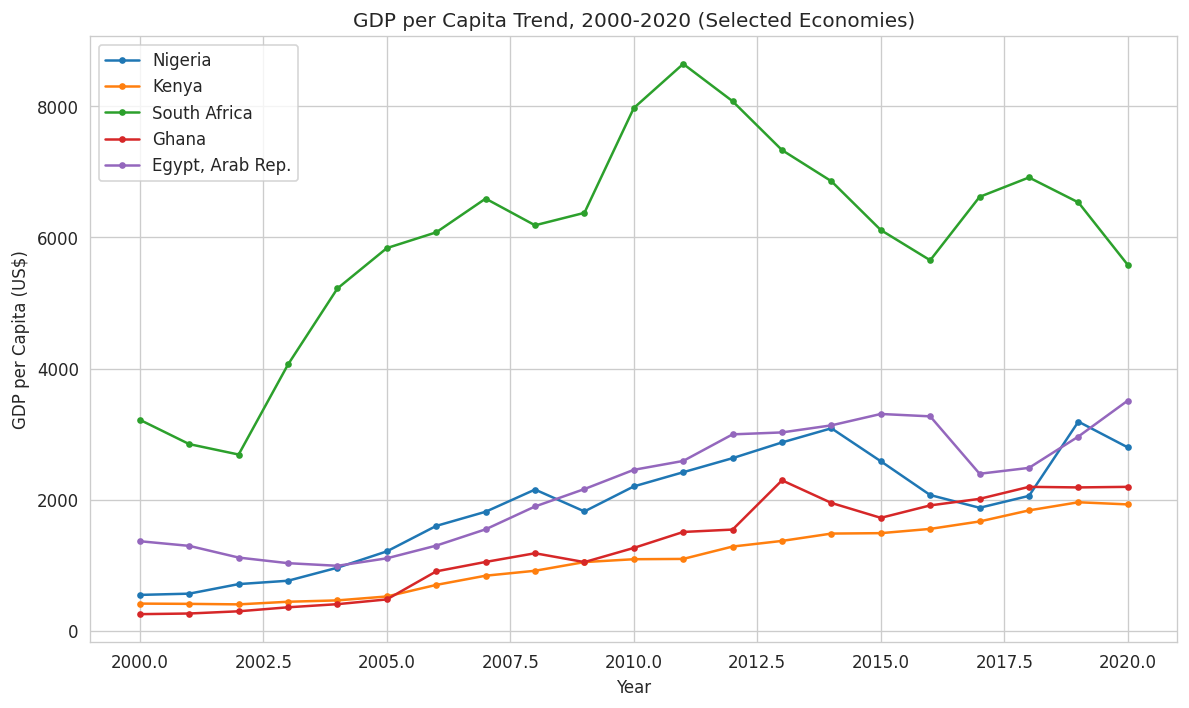 GDP per Capita Trend, 2000-2020 (Selected Economies)
Nigeria
Kenya
South Africa
Ghana
Egypt, Arab Rep.
GDP per Capita (US$)
8000
6000
4000
2000
0
2000.0 2002.5 2005.0 2007.5 2010.0 2012.5 2015.0 2017.5 2020.0
Year